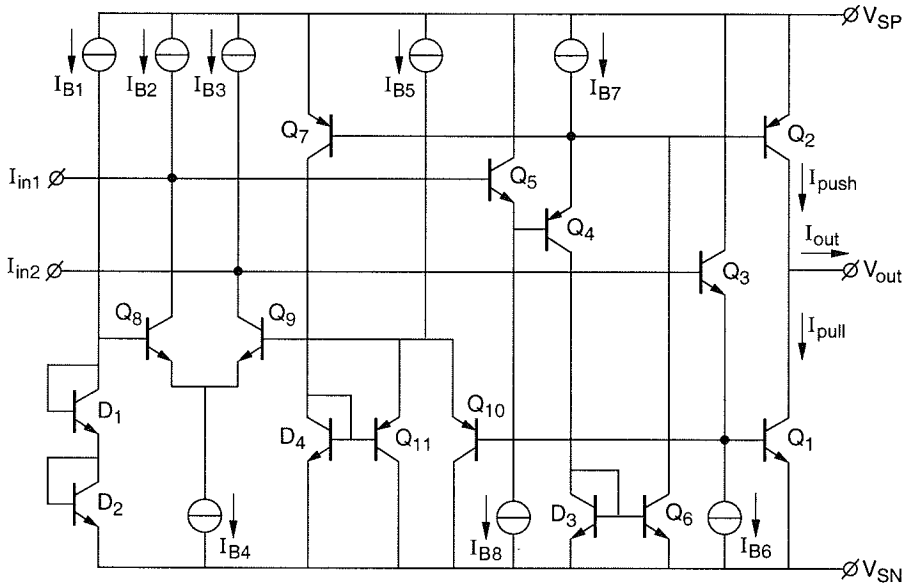 V_SP
I_B1
I_B2
I_B3
I_B5
I_B7
Q_7
Q_2
I_in1
Q_5
I_push
Q_4
I_out
I_in2
Q_3
V_out
Q_8
Q_9
I_pull
D_1
Q_10
D_4
Q_11
Q_1
D_2
I_B4
I_B8
D_3
Q_6
I_B6
V_SN